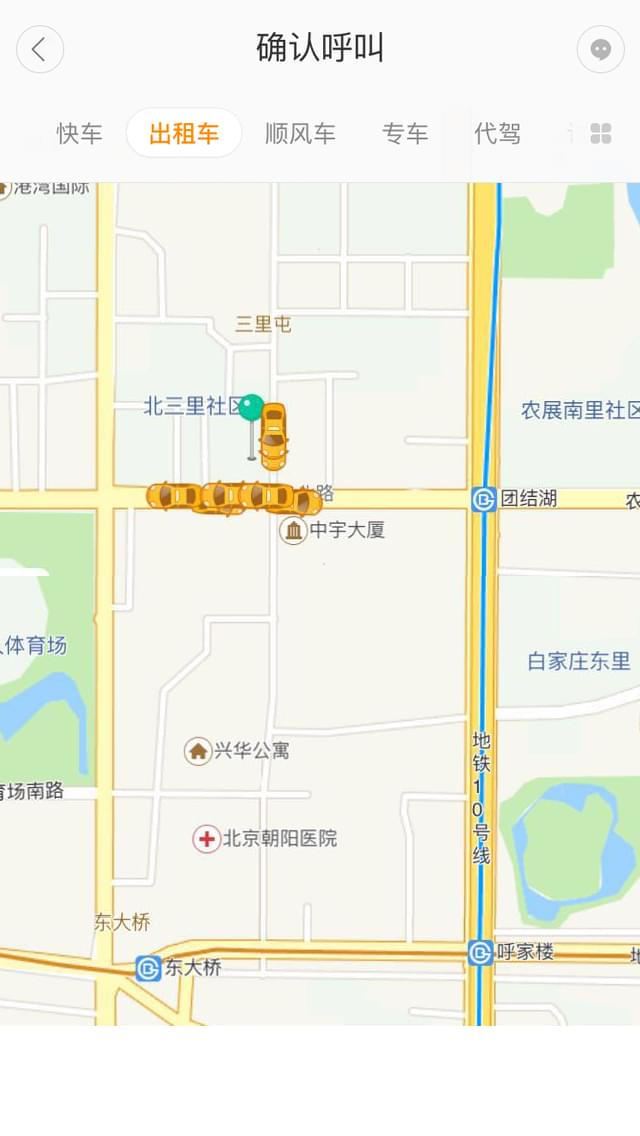 确认呼叫
快车 出租车 顺风车 专车 代驾
港湾国际
三里屯
北三里社区
农展南里社区
路
团结湖
农
中宇大厦
体育场
白家庄东里
地铁10号线
兴华公寓
育场南路
北京朝阳医院
东大桥
呼家楼
东大桥